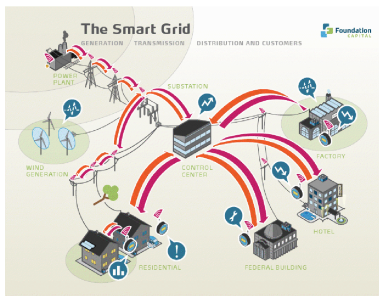 The Smart Grid
GENERATION TRANSMISSION DISTRIBUTION AND CUSTOMERS
Foundation
CAPITAL
POWER
PLANT
SUBSTATION
WIND
GENERATION
CONTROL
CENTER
FACTORY
HOTEL
RESIDENTIAL
FEDERAL BUILDING